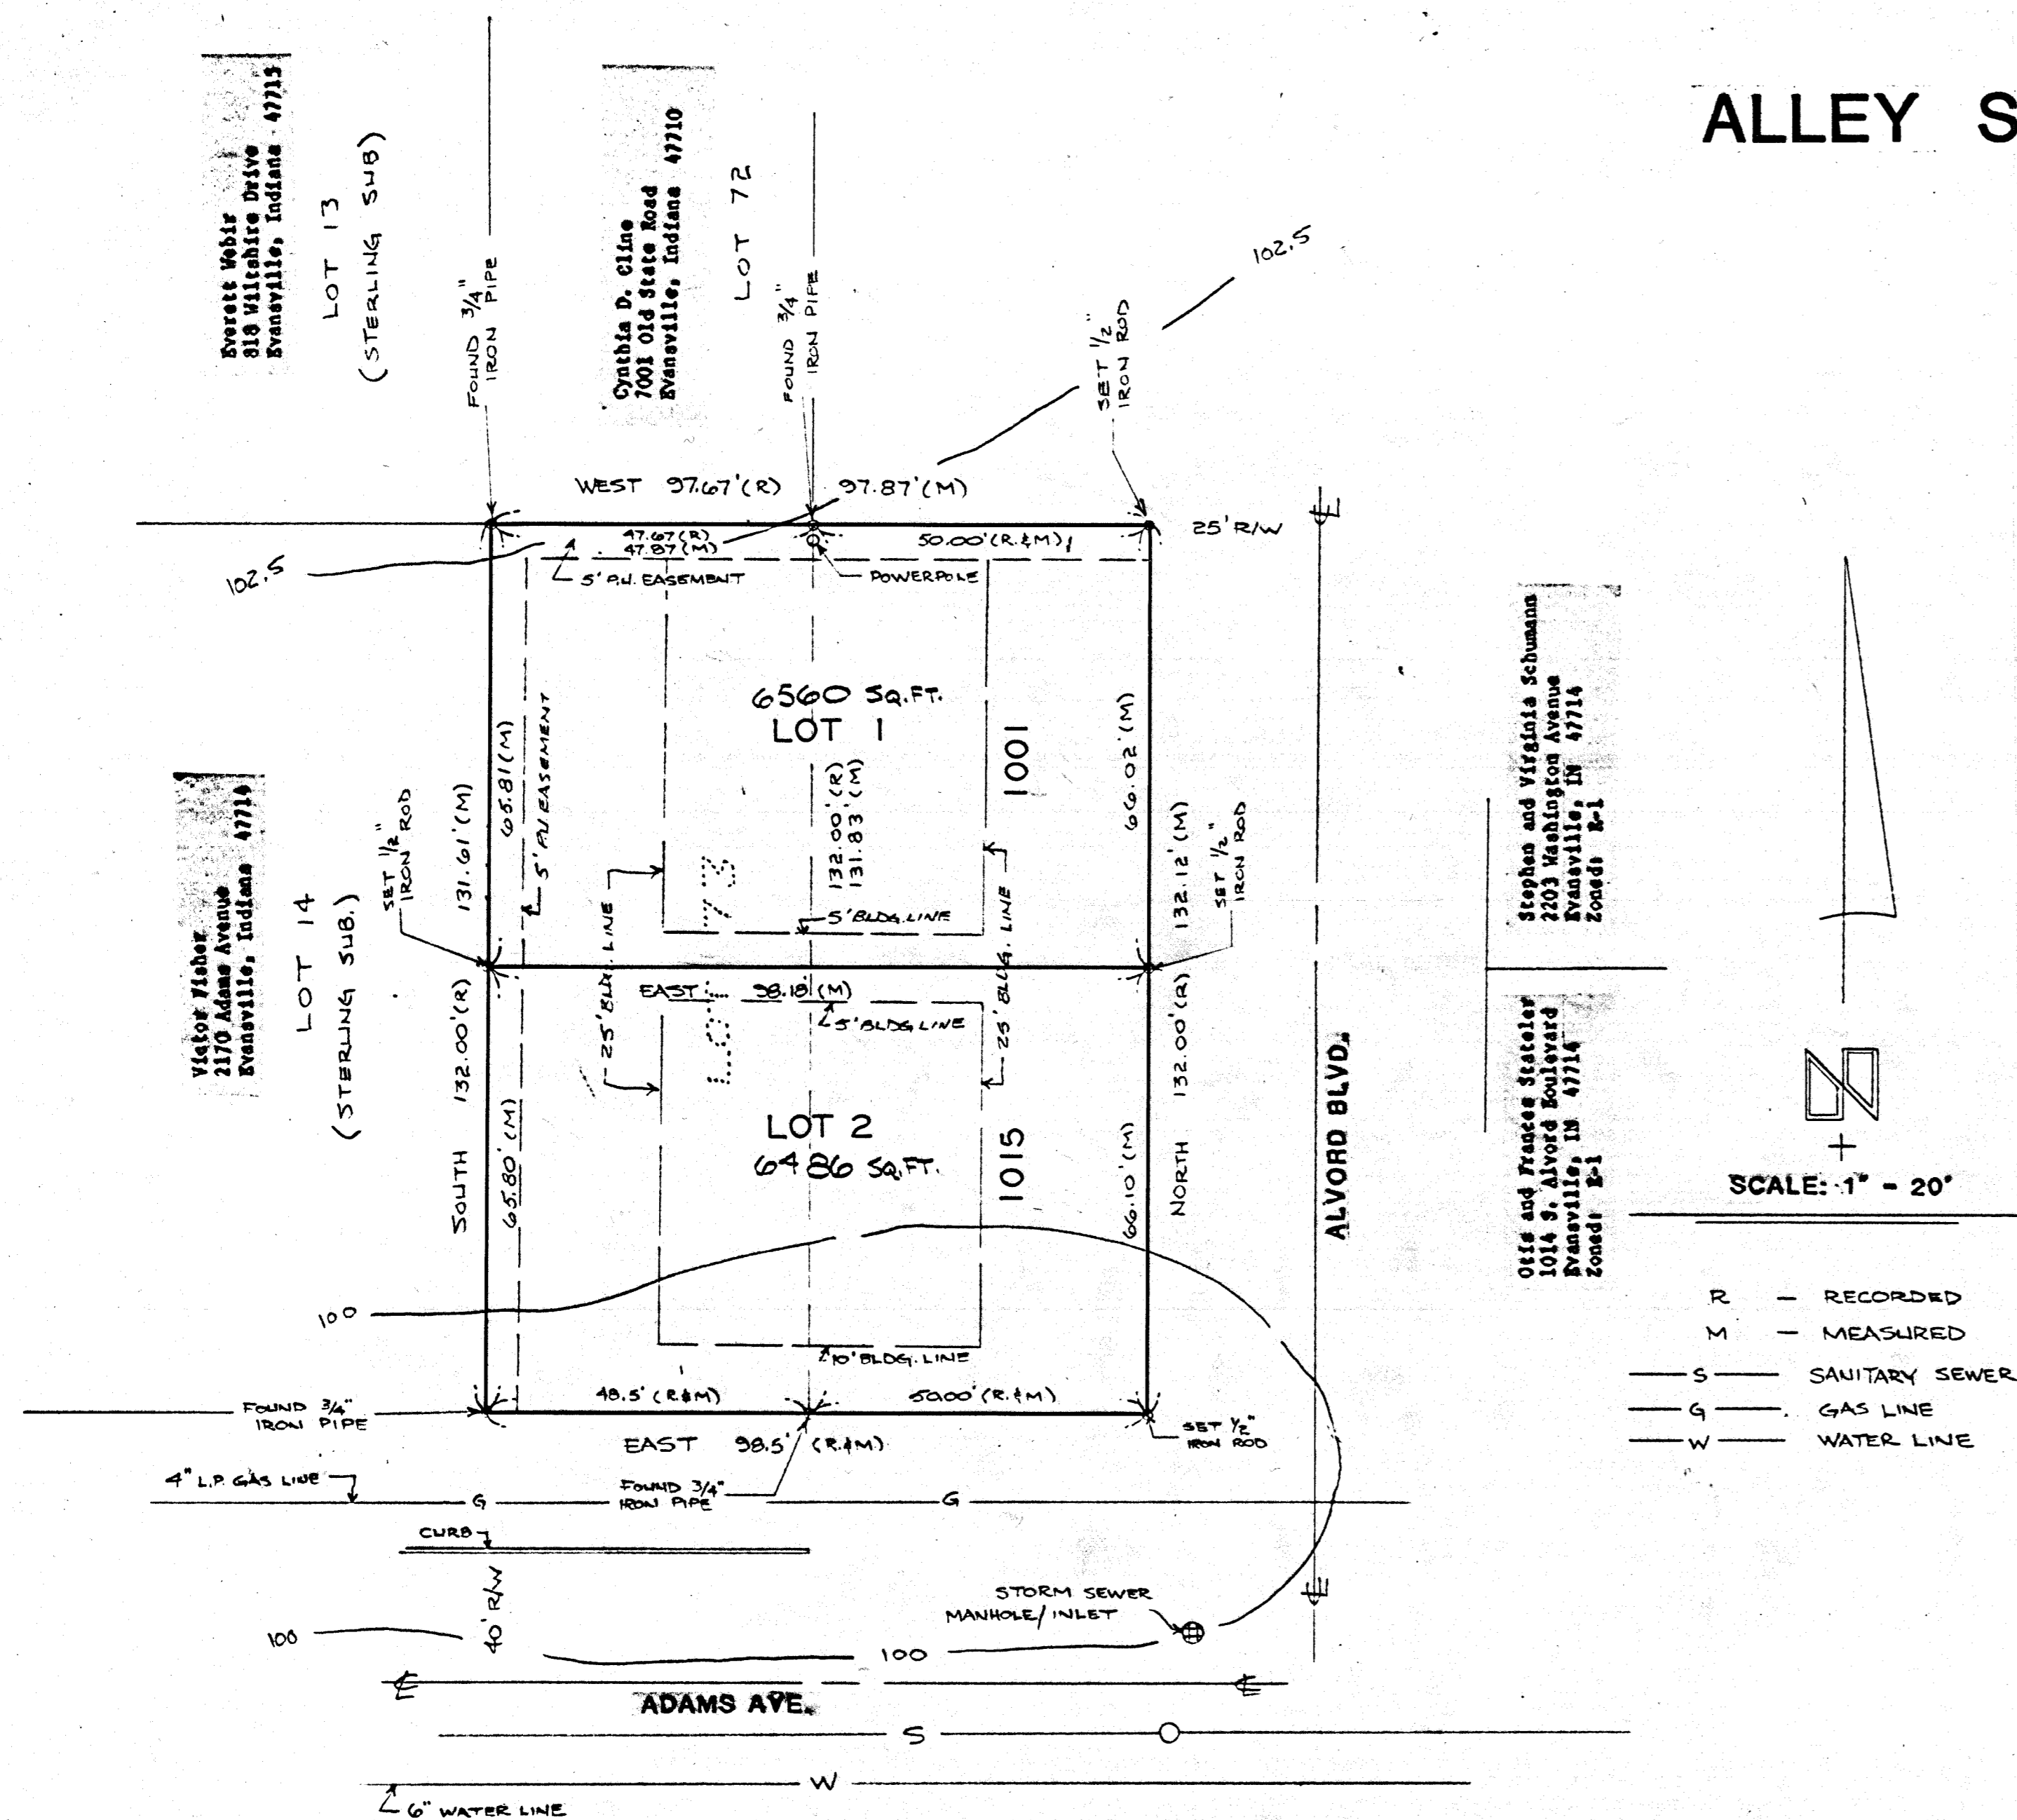 ALLEY S
Everett Webir
818 Wiltshire Drive
Evansville, Indiana 47715
LOT 13
(STERLING SUB)
FOUND 3/4"
IRON PIPE
Cynthia D. Cline
7001 Old State Road
Evansville, Indiana 47710
LOT 72
FOUND 3/4"
IRON PIPE
102.5
SET 1/2"
IRON ROD
WEST 97.67'(R) 97.87'(M)
47.67(R)
47.87(M)
50.00'(R.&M)
25' R/W
102.5
5' P.U. EASEMENT
POWERPOLE
6560 SQ.FT.
LOT 1
1001
132.00'(R)
131.83'(M)
65.81(M)
5' P.U EASEMENT
131.61'(M)
66.02'(M)
132.12'(M)
SET 1/2"
IRON ROD
SET 1/2"
IRON ROD
Victor Fisher
2170 Adams Avenue
Evansville, Indiana 47714
LOT 14
(STERLING SUB.)
25' BLDG. LINE
LOT 73
5' BLDG. LINE
25' BLDG. LINE
EAST 98.18'(M)
5' BLDG LINE
SOUTH 132.00'(R)
65.80'(M)
LOT 2
6486 SQ.FT.
1015
66.10'(M)
NORTH 132.00'(R)
ALVORD BLVD.
Stephen and Virginia Schumann
2203 Washington Avenue
Evansville, IN 47714
Zoned: R-1
Otis and Frances Stateler
1014 S. Alvord Boulevard
Evansville, IN 47714
Zoned: R-1
N
SCALE: 1" - 20'
R - RECORDED
M - MEASURED
S SANITARY SEWER
G GAS LINE
W WATER LINE
100
10' BLDG. LINE
48.5' (R&M)
50.00' (R.&M)
FOUND 3/4"
IRON PIPE
EAST 98.5' (R.&M)
SET 1/2"
IRON ROD
4" L.P. GAS LINE
G
FOUND 3/4"
IRON PIPE
G
CURB
40' R/W
STORM SEWER
MANHOLE/INLET
100
100
ADAMS AVE.
S
W
6" WATER LINE